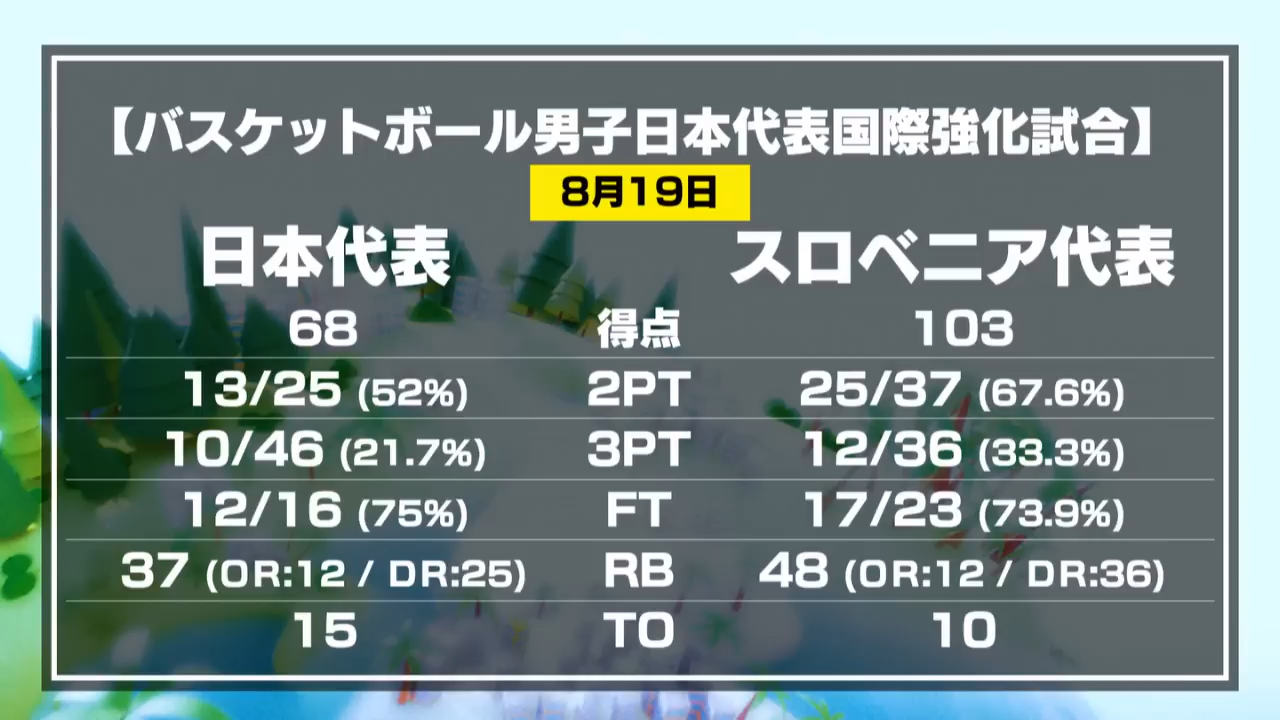 【バスケットボール男子日本代表国際強化試合】
8月19日
日本代表 スロベニア代表
68 得点 103
13/25 (52%) 2PT 25/37 (67.6%)
10/46 (21.7%) 3PT 12/36 (33.3%)
12/16 (75%) FT 17/23 (73.9%)
37 (OR:12 / DR:25) RB 48 (OR:12 / DR:36)
15 TO 10